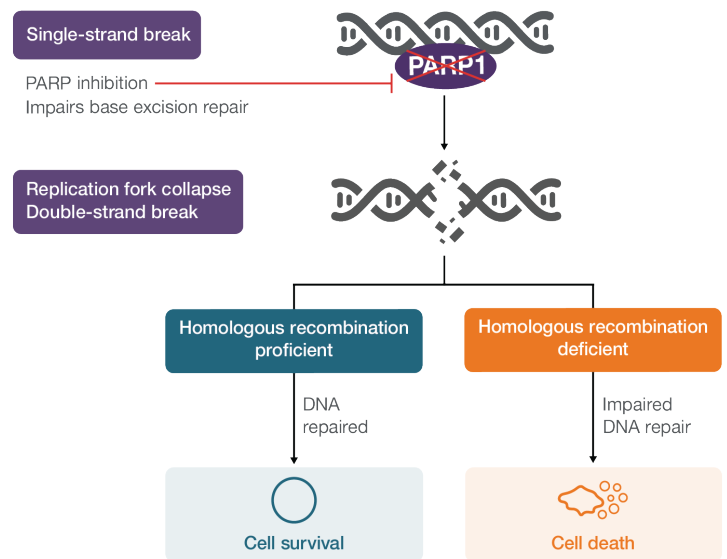 Single-strand break
PARP1
PARP inhibition
Impairs base excision repair
Replication fork collapse
Double-strand break
Homologous recombination
proficient
Homologous recombination
deficient
DNA
repaired
Impaired
DNA repair
Cell survival
Cell death